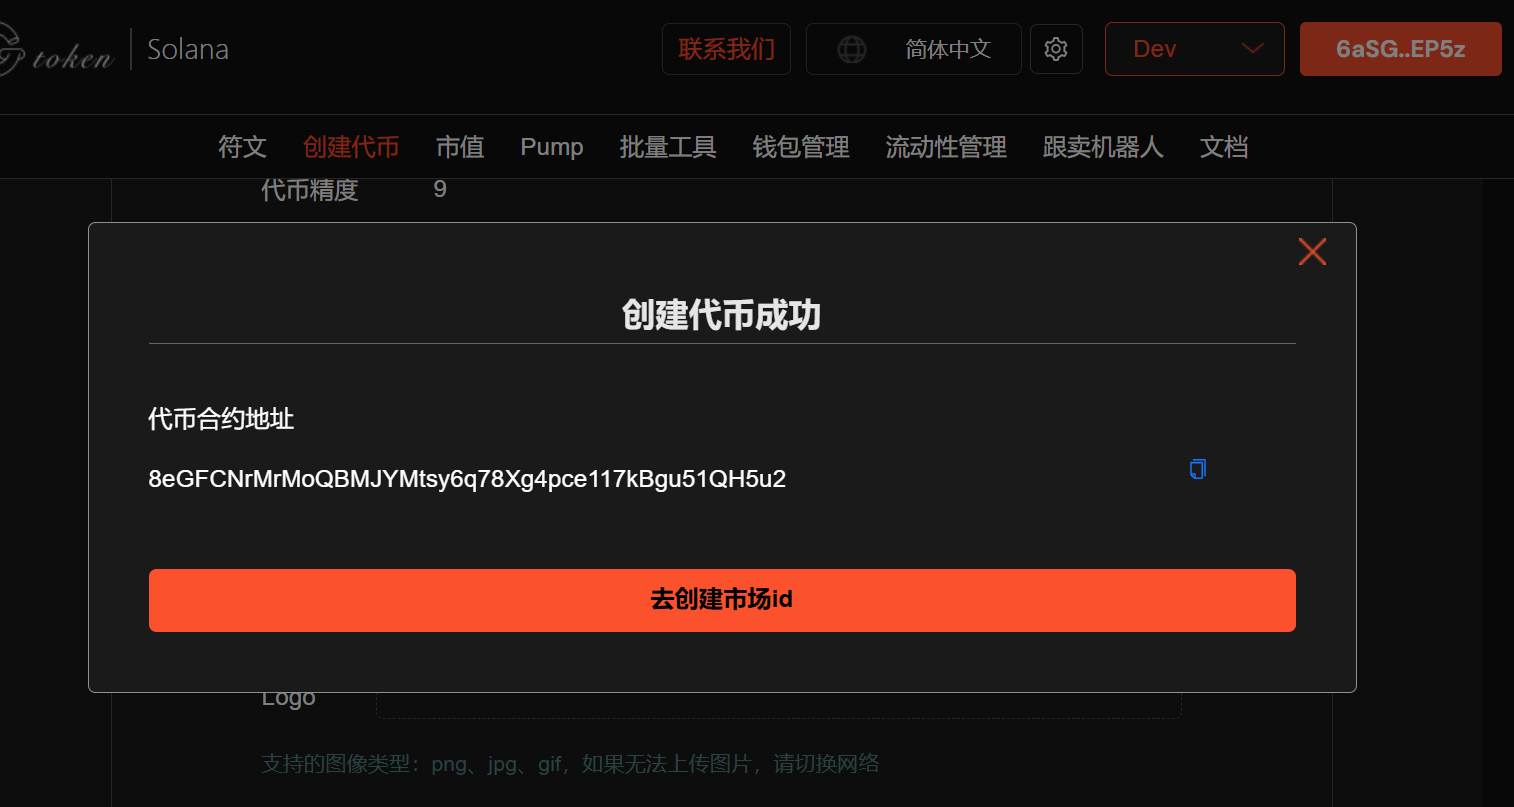 token | Solana
联系我们
简体中文
Dev
6aSG..EP5z
符文 创建代币 市值 Pump 批量工具 钱包管理 流动性管理 跟卖机器人 文档
代币精度 9
创建代币成功
代币合约地址
8eGFCNrMrMoQBMJYMtsy6q78Xg4pce117kBgu51QH5u2
去创建市场id
Logo
支持的图像类型：png、jpg、gif，如果无法上传图片，请切换网络